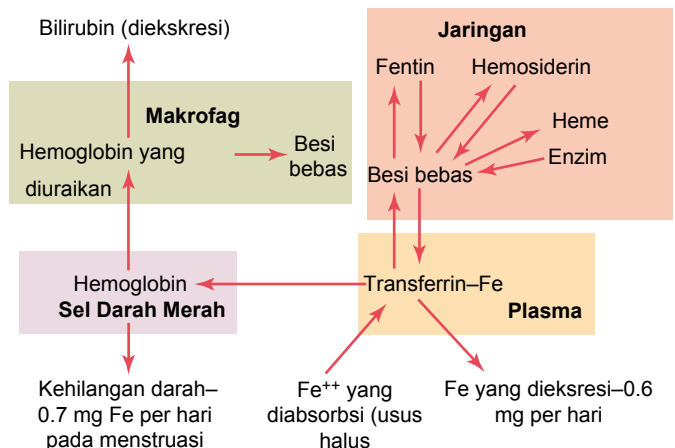 Bilirubin (diekskresi)
Jaringan
Fentin
Hemosiderin
Makrofag
Hemoglobin yang
diuraikan
Besi
bebas
Heme
Enzim
Besi bebas
Hemoglobin
Sel Darah Merah
Transferrin–Fe
Plasma
Kehilangan darah–
0.7 mg Fe per hari
pada menstruasi
Fe++ yang
diabsorbsi (usus
halus
Fe yang dieksresi–0.6
mg per hari